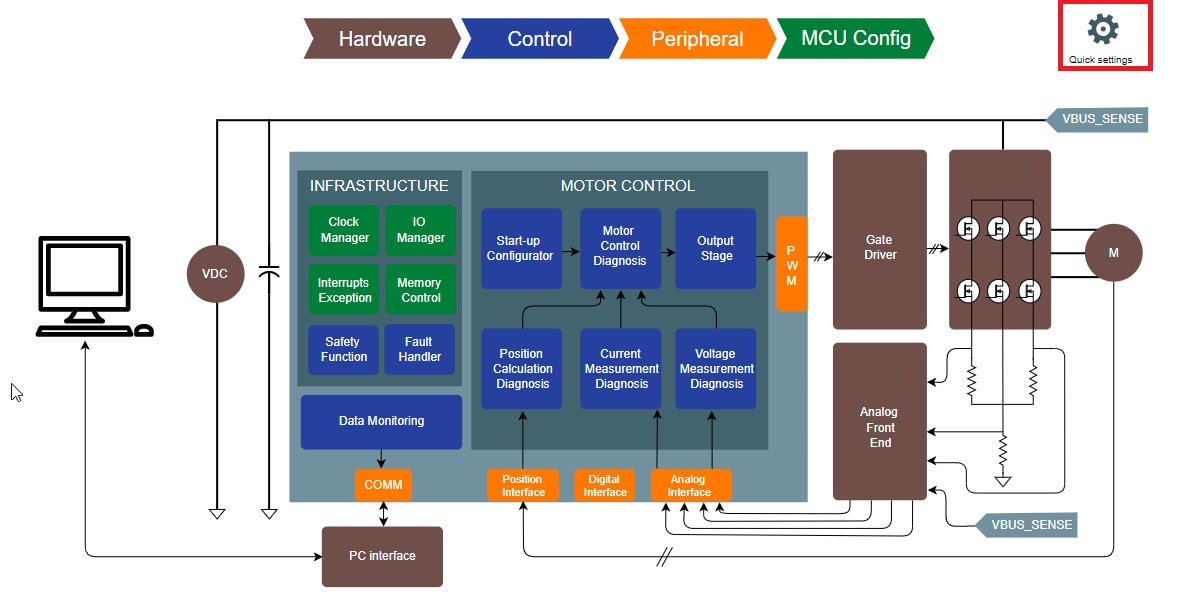 Hardware
Control
Peripheral
MCU Config
Quick settings
VBUS_SENSE
INFRASTRUCTURE
MOTOR CONTROL
Clock
Manager
IO
Manager
Interrupts
Exception
Memory
Control
Safety
Function
Fault
Handler
Data Monitoring
COMM
PC interface
VDC
Start-up
Configurator
Motor
Control
Diagnosis
Output
Stage
Position
Calculation
Diagnosis
Current
Measurement
Diagnosis
Voltage
Measurement
Diagnosis
P
W
M
Position
Interface
Digital
Interface
Analog
Interface
Gate
Driver
M
Analog
Front
End
VBUS_SENSE